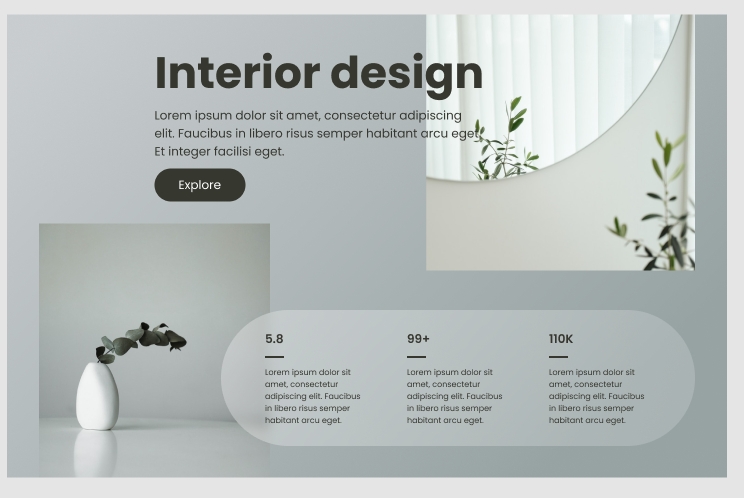 Interior design
Lorem ipsum dolor sit amet, consectetur adipiscing
elit. Faucibus in libero risus semper habitant arcu eget.
Et integer facilisi eget.
Explore
5.8
Lorem ipsum dolor sit
amet, consectetur
adipiscing elit. Faucibus
in libero risus semper
habitant arcu eget.
99+
Lorem ipsum dolor sit
amet, consectetur
adipiscing elit. Faucibus
in libero risus semper
habitant arcu eget.
110K
Lorem ipsum dolor sit
amet, consectetur
adipiscing elit. Faucibus
in libero risus semper
habitant arcu eget.